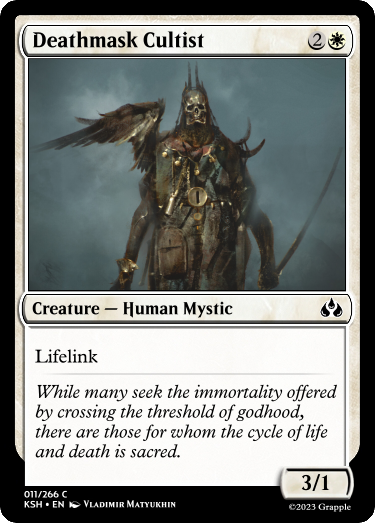 Deathmask Cultist 2
Creature — Human Mystic
Lifelink
While many seek the immortality offered
by crossing the threshold of godhood,
there are those for whom the cycle of life
and death is sacred.
3/1
011/266 C
KSH • EN Vladimir Matyukhin
©2023 Grapple